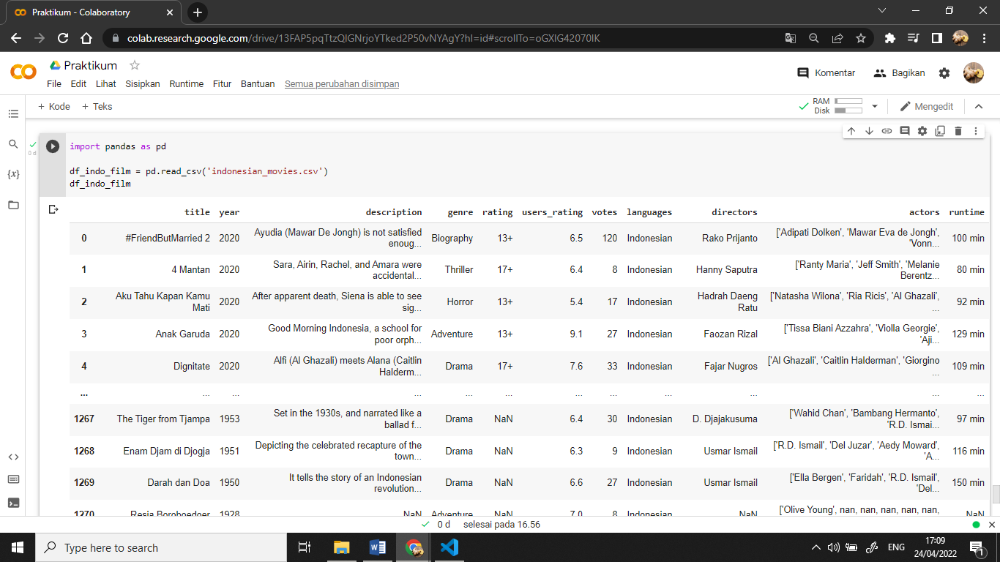 Praktikum - Colaboratory
colab.research.google.com/drive/13FAP5pqTtzQlGNrjoYTked2P50vNYAgY?hl=id#scrollTo=oGXlG42070lK
Praktikum
File Edit Lihat Sisipkan Runtime Fitur Bantuan Semua perubahan disimpan
Komentar Bagikan
+ Kode + Teks
RAM
Disk
Mengedit
0 d
import pandas as pd
df_indo_film = pd.read_csv('indonesian_movies.csv')
df_indo_film
title year description genre rating users_rating votes languages directors actors runtime
0 #FriendButMarried 2 2020 Ayudia (Mawar De Jongh) is not satisfied enoug... Biography 13+ 6.5 120 Indonesian Rako Prijanto ['Adipati Dolken', 'Mawar Eva de Jongh', 'Vonn... 100 min
1 4 Mantan 2020 Sara, Airin, Rachel, and Amara were accidental... Thriller 17+ 6.4 8 Indonesian Hanny Saputra ['Ranty Maria', 'Jeff Smith', 'Melanie Berentz... 80 min
2 Aku Tahu Kapan Kamu Mati 2020 After apparent death, Siena is able to see sig... Horror 13+ 5.4 17 Indonesian Hadrah Daeng Ratu ['Natasha Wilona', 'Ria Ricis', 'Al Ghazali', ... 92 min
3 Anak Garuda 2020 Good Morning Indonesia, a school for poor orph... Adventure 13+ 9.1 27 Indonesian Faozan Rizal ['Tissa Biani Azzahra', 'Violla Georgie', 'Aji... 129 min
4 Dignitate 2020 Alfi (Al Ghazali) meets Alana (Caitlin Halderm... Drama 17+ 7.6 33 Indonesian Fajar Nugros ['Al Ghazali', 'Caitlin Halderman', 'Giorgino ... 109 min
... ... ... ... ... ... ... ... ... ... ... ...
1267 The Tiger from Tjampa 1953 Set in the 1930s, and narrated like a ballad f... Drama NaN 6.4 30 Indonesian D. Djajakusuma ['Wahid Chan', 'Bambang Hermanto', 'R.D. Ismai... 97 min
1268 Enam Djam di Djogja 1951 Depicting the celebrated recapture of the town... Drama NaN 6.3 9 Indonesian Usmar Ismail ['R.D. Ismail', 'Del Juzar', 'Aedy Moward', 'A... 116 min
1269 Darah dan Doa 1950 It tells the story of an Indonesian revolution... Drama NaN 6.6 27 Indonesian Usmar Ismail ['Ella Bergen', 'Faridah', 'R.D. Ismail', 'Del... 150 min
1270 Resia Boroboedoer 1928 NaN Adventure NaN 7.0 8 Indonesian NaN ['Olive Young', nan, nan, nan, nan, nan, NaN
0 d selesai pada 16.56
Type here to search
ENG
17:09
24/04/2022
1